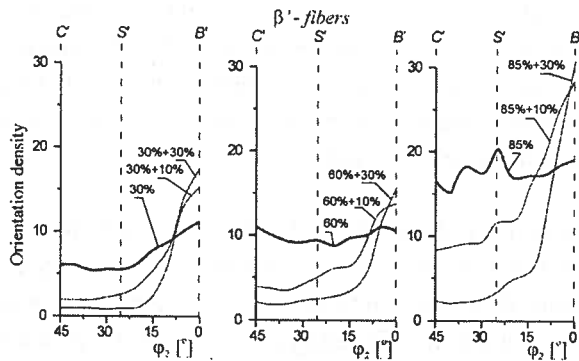 β'- fibers
C' S' B' C' S' B' C' S' B
Orientation density
30 30 30
20 20 20
10 10 10
0 0 0
30%+30%
30%+10%
30%
60%+30%
60%+10%
60%
85%+30%
85%+10%
85%
45 30 15 0 45 30 15 0 45 30 15 0
φ₂ [°] φ₂ [°] φ₂ [°]